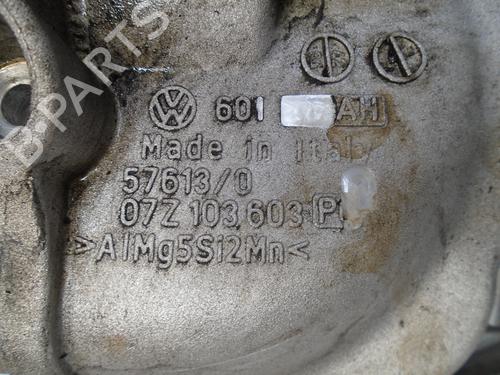 B-PARTS
VW 601 AH
Made in Italy
57613/0
07Z 103 603 P
>AlMg5Si2Mn<